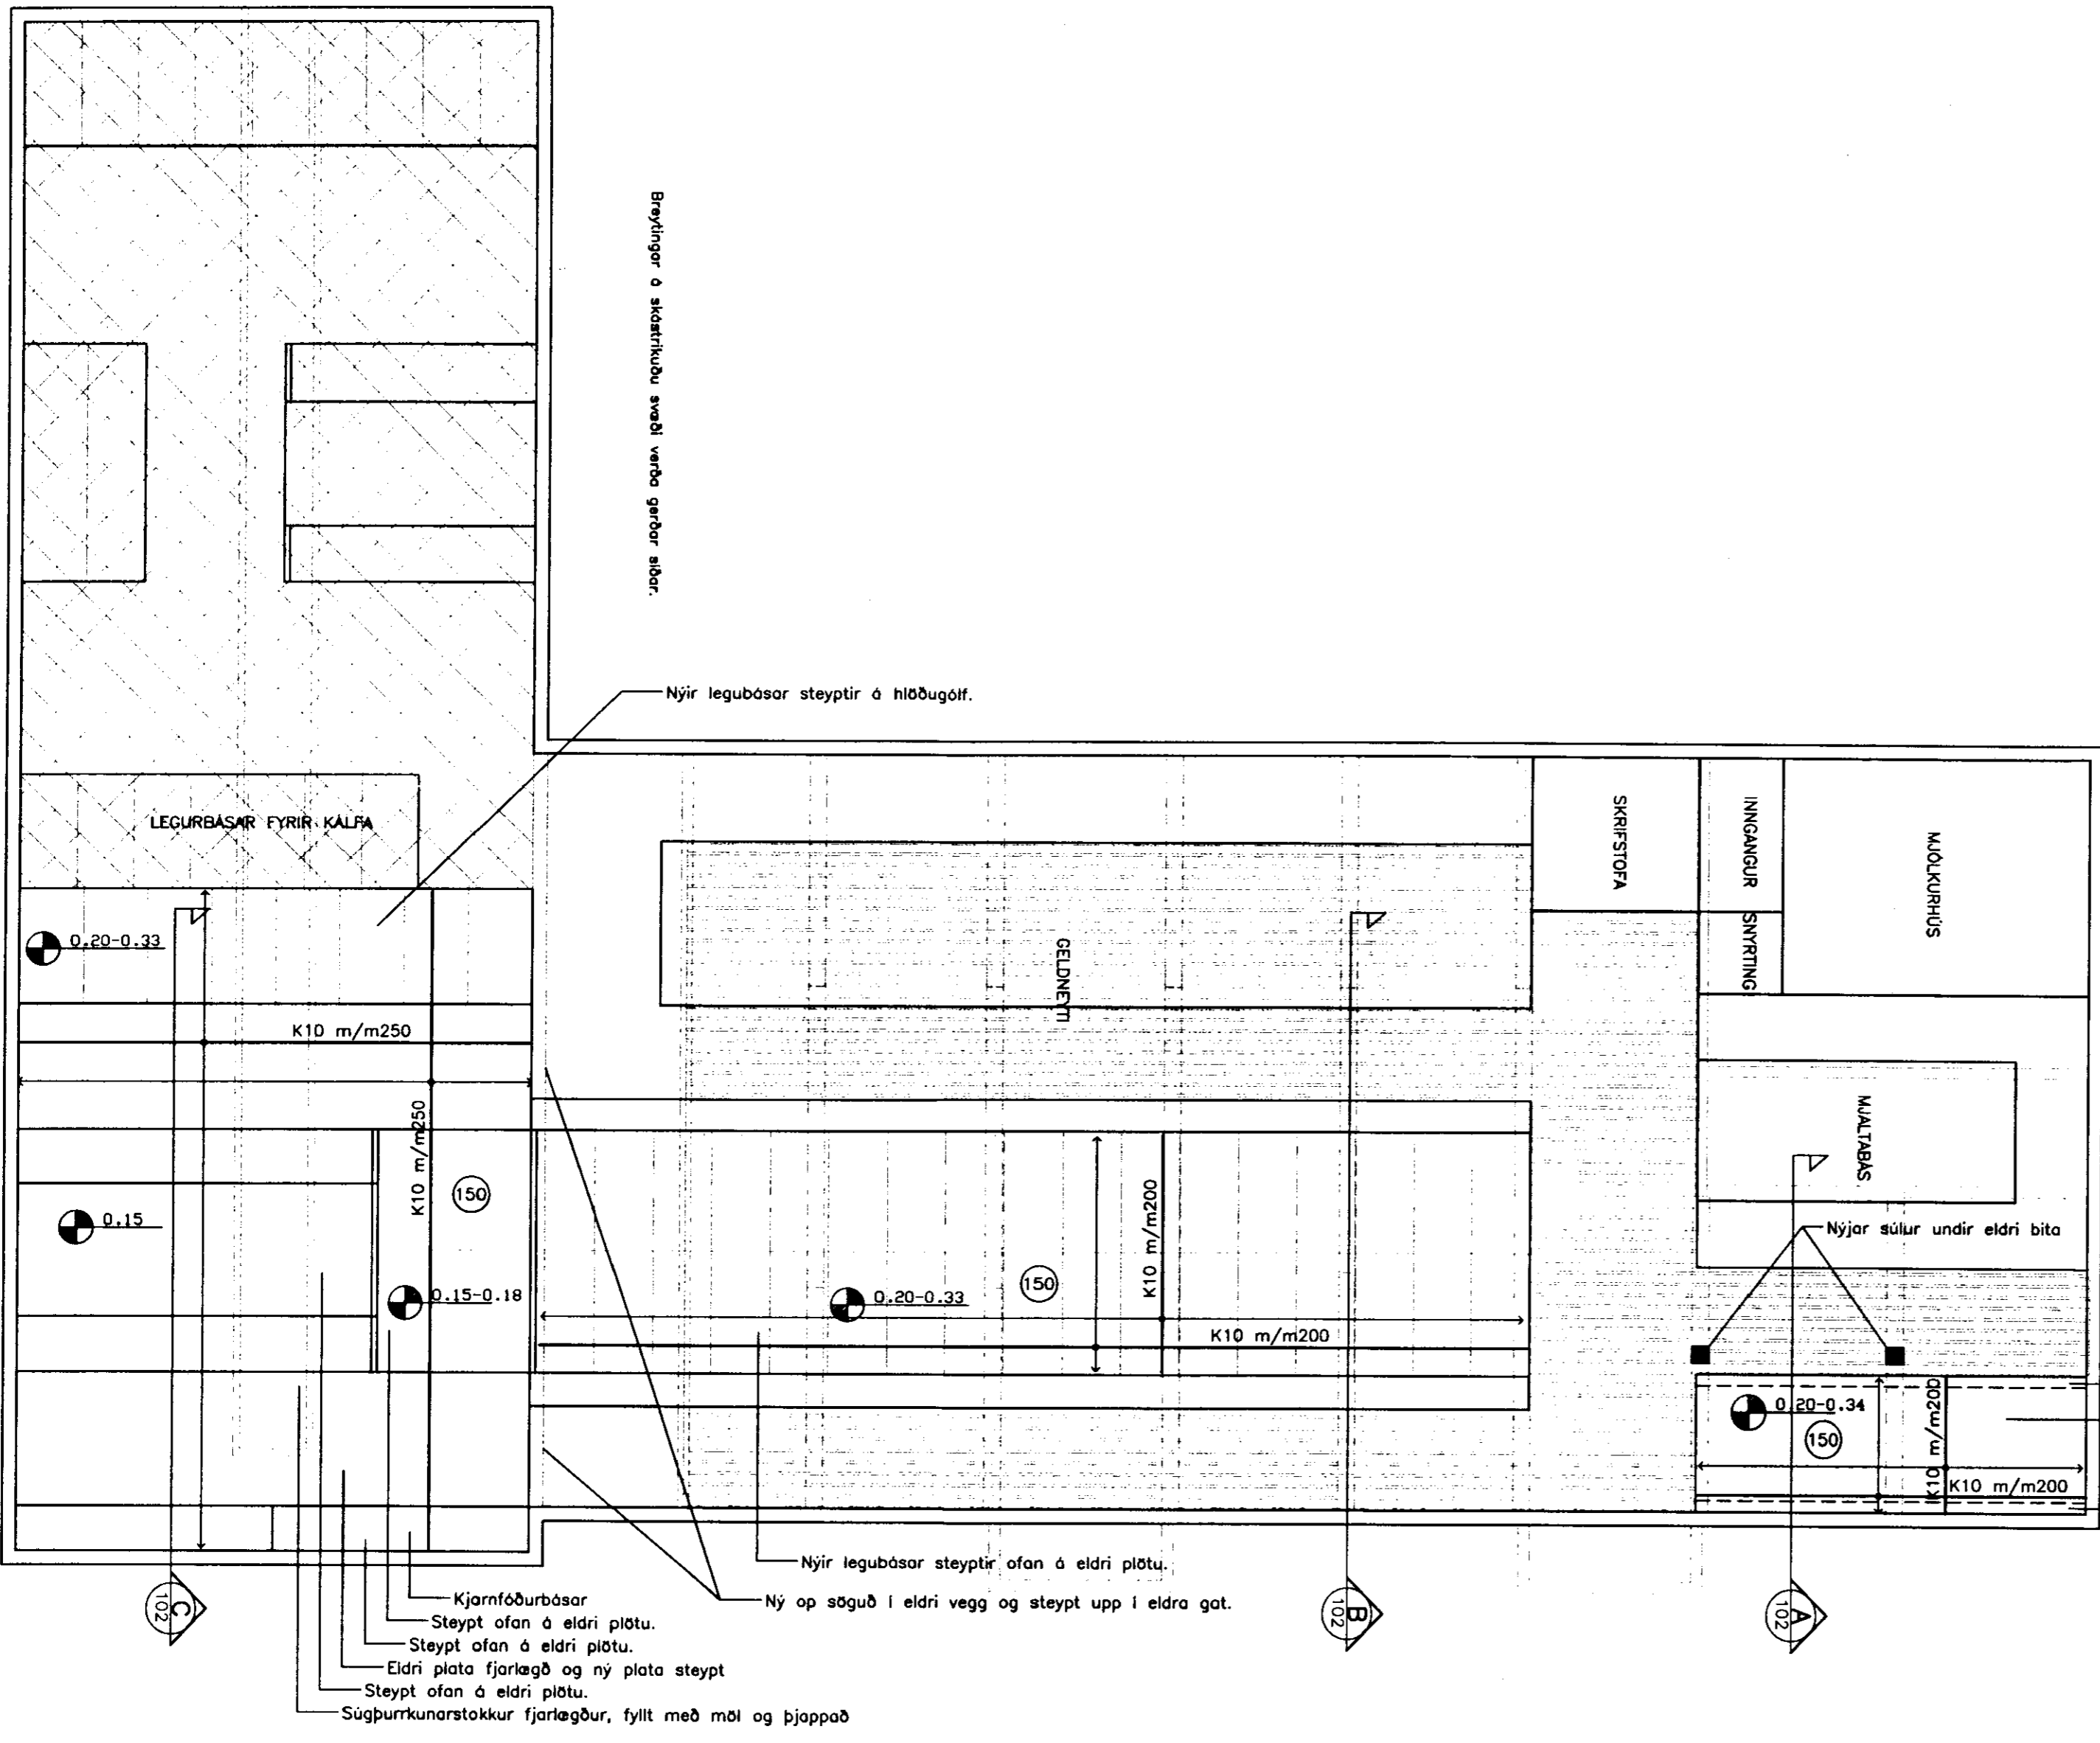 Breytingar á skástrikuðu svæði verða gerðar síðar.
Nýir legubásar steyptir á hlöðugólf.
LEGURBÁSAR FYRIR KÁLFA
SKRIFSTOFA
INNGANGUR
SNYRTING
MJÓLKURHÚS
GELDNEYTI
MJALTABÁS
0.20-0.33
K10 m/m250
K10 m/m250
150
0.15
0.15-0.18
0.20-0.33
150
K10 m/m200
K10 m/m200
Nýjar súlur undir eldri bita
0.20-0.34
150
K10 m/m200
K10 m/m200
Nýir legubásar steyptir ofan á eldri plötu.
Ný op söguð í eldri vegg og steypt upp í eldra gat.
Kjarnfóðurbásar
Steypt ofan á eldri plötu.
Steypt ofan á eldri plötu.
Eldri plata fjarlægð og ný plata steypt
Steypt ofan á eldri plötu.
Súgþurrkunarstokkur fjarlægður, fyllt með möl og þjappað
C
102
B
102
A
102